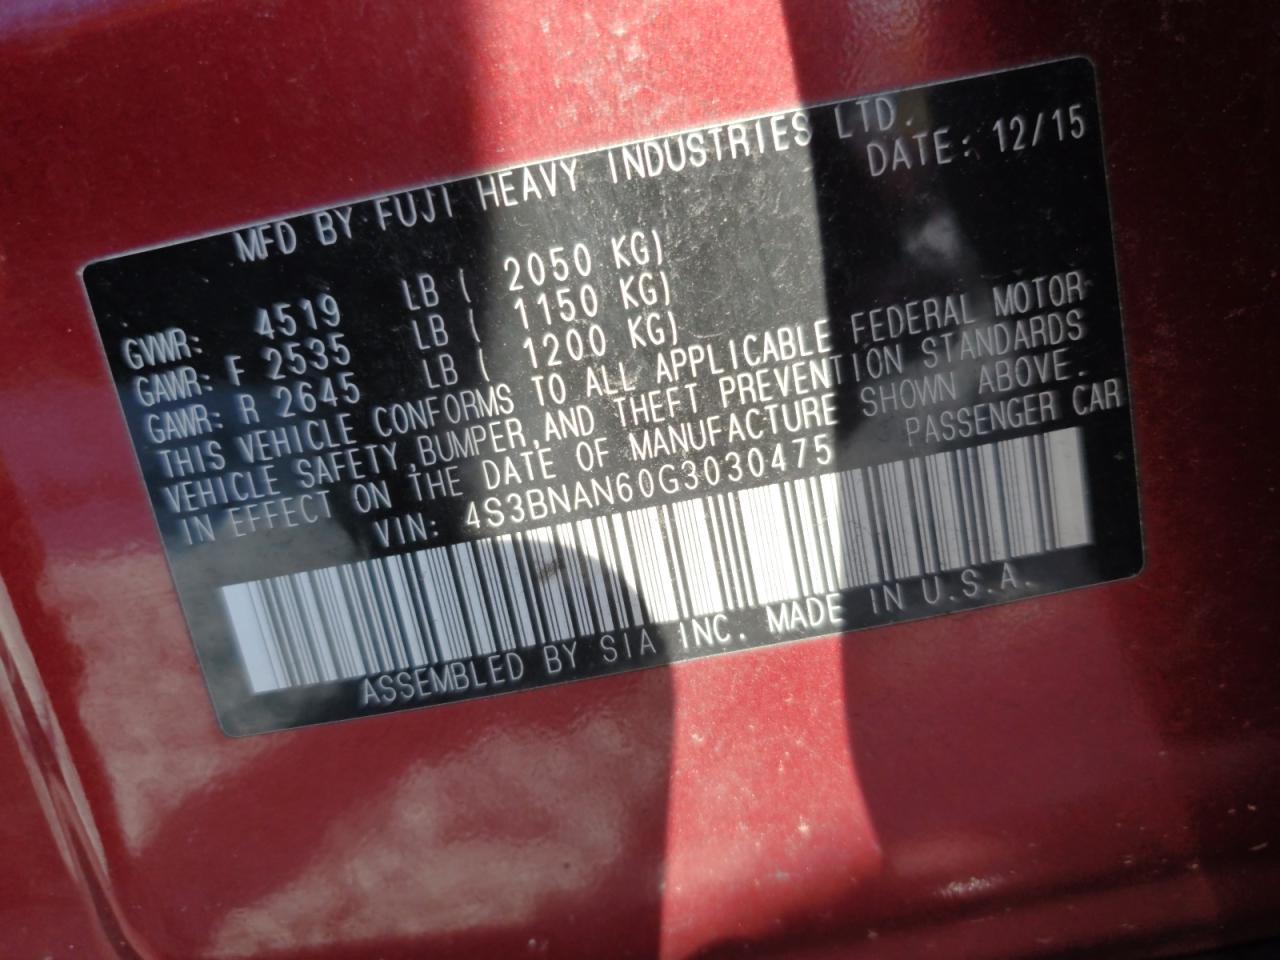 MFD BY FUJI HEAVY INDUSTRIES LTD.
DATE: 12/15
GVWR: 4519 LB ( 2050 KG)
GAWR: F 2535 LB ( 1150 KG)
GAWR: R 2645 LB ( 1200 KG)
THIS VEHICLE CONFORMS TO ALL APPLICABLE FEDERAL MOTOR
VEHICLE SAFETY,BUMPER,AND THEFT PREVENTION STANDARDS
IN EFFECT ON THE DATE OF MANUFACTURE SHOWN ABOVE.
VIN: 4S3BNAN60G3030475 PASSENGER CAR
ASSEMBLED BY SIA INC. MADE IN U.S.A.